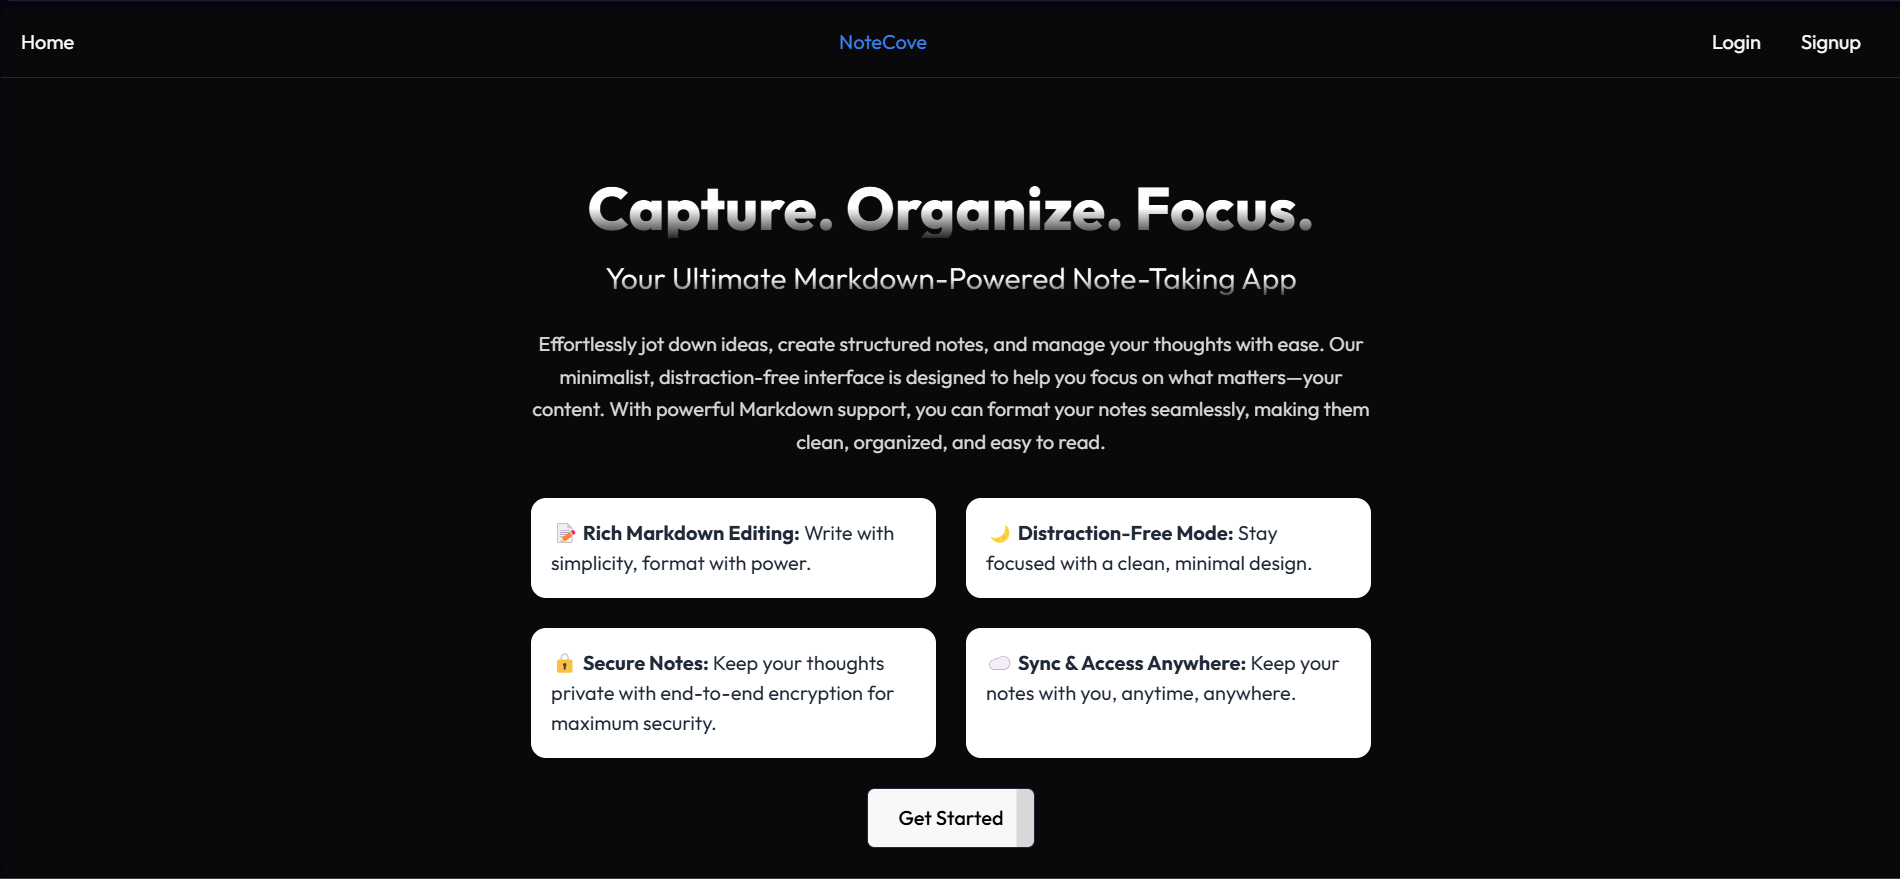 Home
NoteCove
Login
Signup
Capture. Organize. Focus.
Your Ultimate Markdown-Powered Note-Taking App
Effortlessly jot down ideas, create structured notes, and manage your thoughts with ease. Our
minimalist, distraction-free interface is designed to help you focus on what matters—your
content. With powerful Markdown support, you can format your notes seamlessly, making them
clean, organized, and easy to read.
Rich Markdown Editing: Write with
simplicity, format with power.
Distraction-Free Mode: Stay
focused with a clean, minimal design.
Secure Notes: Keep your thoughts
private with end-to-end encryption for
maximum security.
Sync & Access Anywhere: Keep your
notes with you, anytime, anywhere.
Get Started